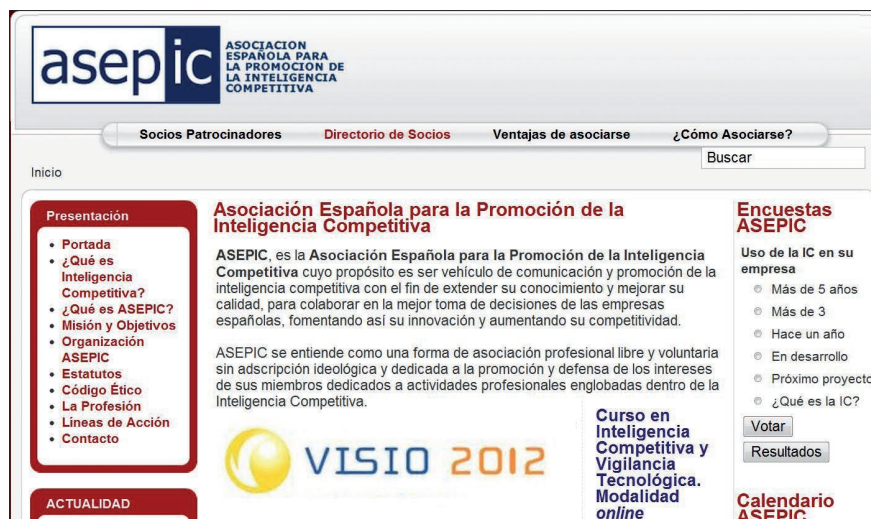 asepic
ASOCIACION
ESPAÑOLA PARA
LA PROMOCION DE
LA INTELIGENCIA
COMPETITIVA
Socios Patrocinadores Directorio de Socios Ventajas de asociarse ¿Cómo Asociarse?
Buscar
Inicio
Presentación
Portada
¿Qué es
Inteligencia
Competitiva?
¿Qué es ASEPIC?
Misión y Objetivos
Organización
ASEPIC
Estatutos
Código Ético
La Profesión
Líneas de Acción
Contacto
ACTUALIDAD
Asociación Española para la Promoción de la
Inteligencia Competitiva
ASEPIC, es la Asociación Española para la Promoción de la Inteligencia
Competitiva cuyo propósito es ser vehículo de comunicación y promoción de la
inteligencia competitiva con el fin de extender su conocimiento y mejorar su
calidad, para colaborar en la mejor toma de decisiones de las empresas
españolas, fomentando así su innovación y aumentando su competitividad.
ASEPIC se entiende como una forma de asociación profesional libre y voluntaria
sin adscripción ideológica y dedicada a la promoción y defensa de los intereses
de sus miembros dedicados a actividades profesionales englobadas dentro de la
Inteligencia Competitiva.
VISIO 2012
Curso en
Inteligencia
Competitiva y
Vigilancia
Tecnológica.
Modalidad
online
Encuestas
ASEPIC
Uso de la IC en su
empresa
Más de 5 años
Más de 3
Hace un año
En desarrollo
Próximo proyecto
¿Qué es la IC?
Votar
Resultados
Calendario
ASEPIC